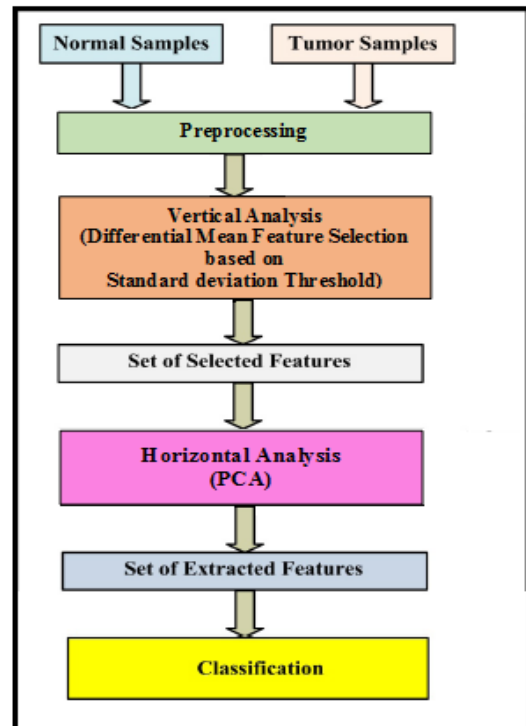 Normal Samples
Tumor Samples
Preprocessing
Vertical Analysis
(Differential Mean Feature Selection
based on
Standard deviation Threshold)
Set of Selected Features
Horizontal Analysis
(PCA)
Set of Extracted Features
Classification